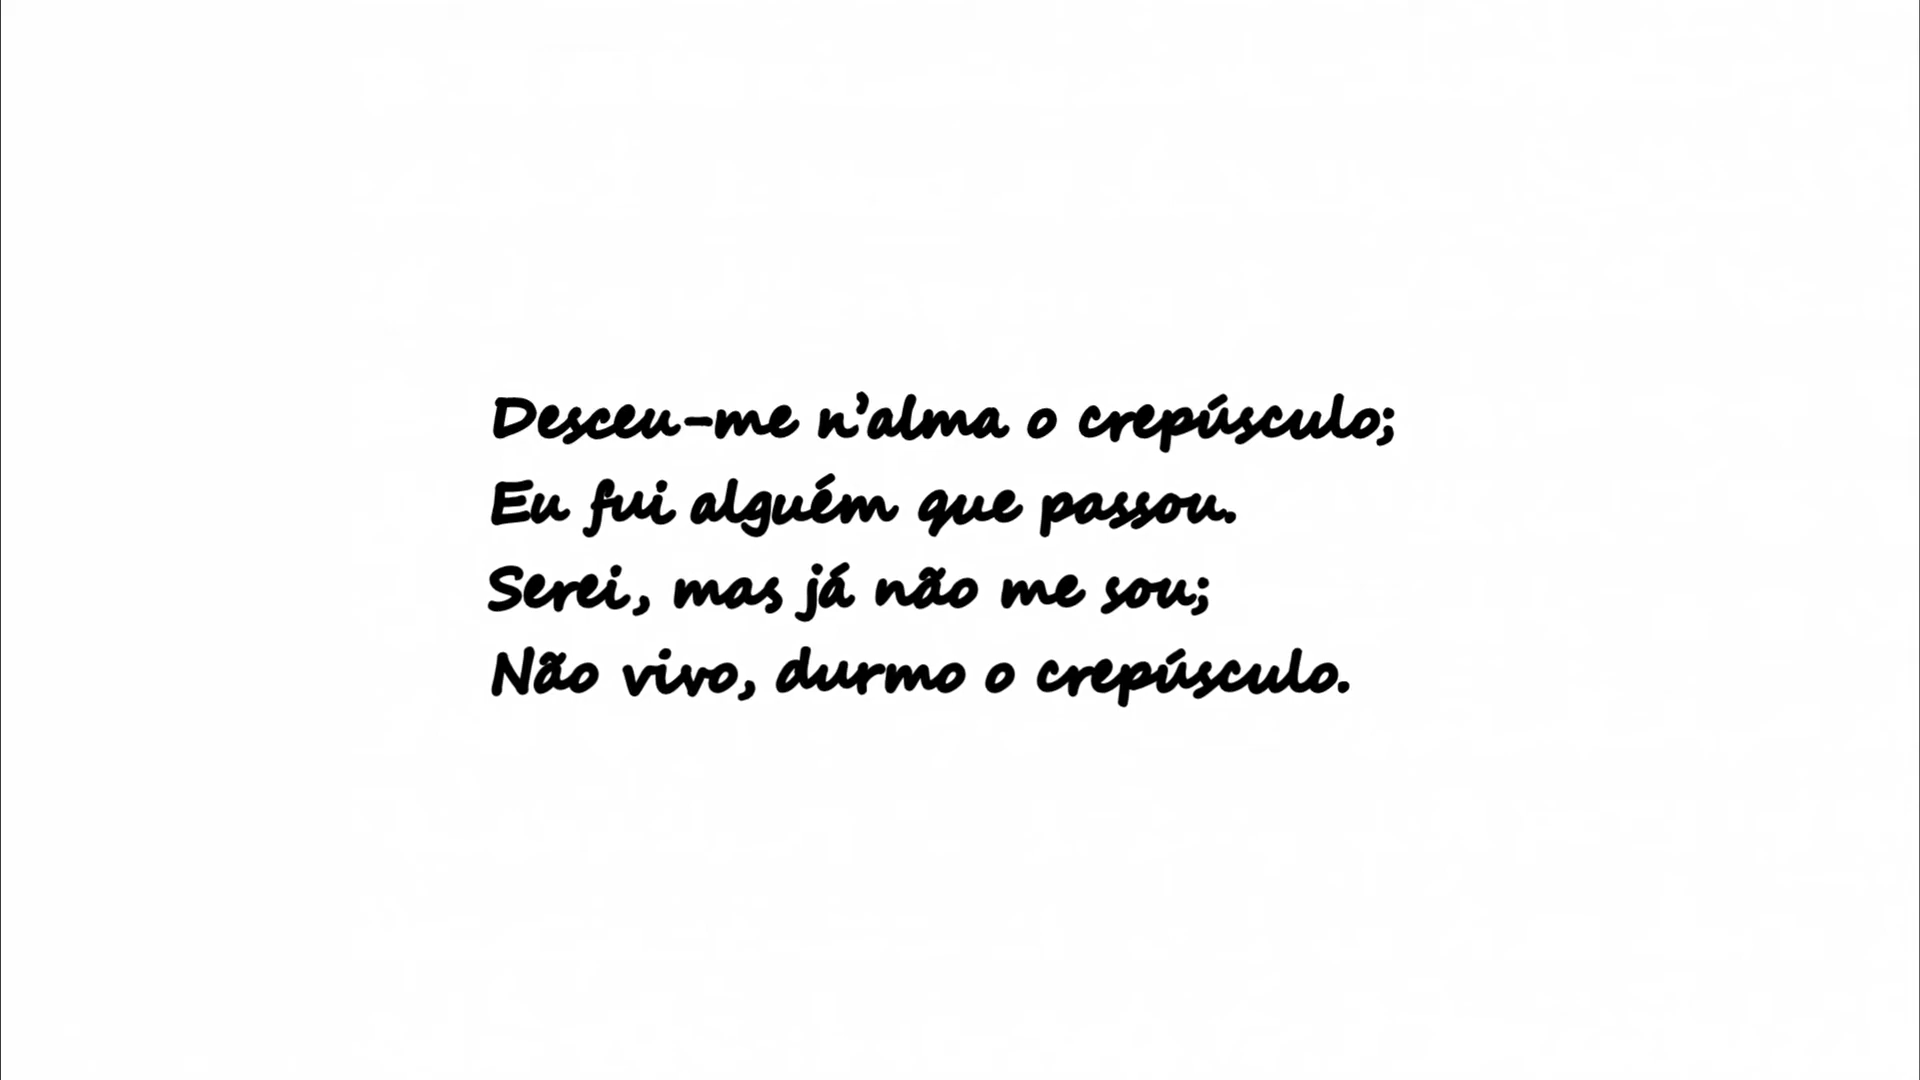 Desceu-me n’alma o crepúsculo;
Eu fui alguém que passou.
Serei, mas já não me sou;
Não vivo, durmo o crepúsculo.